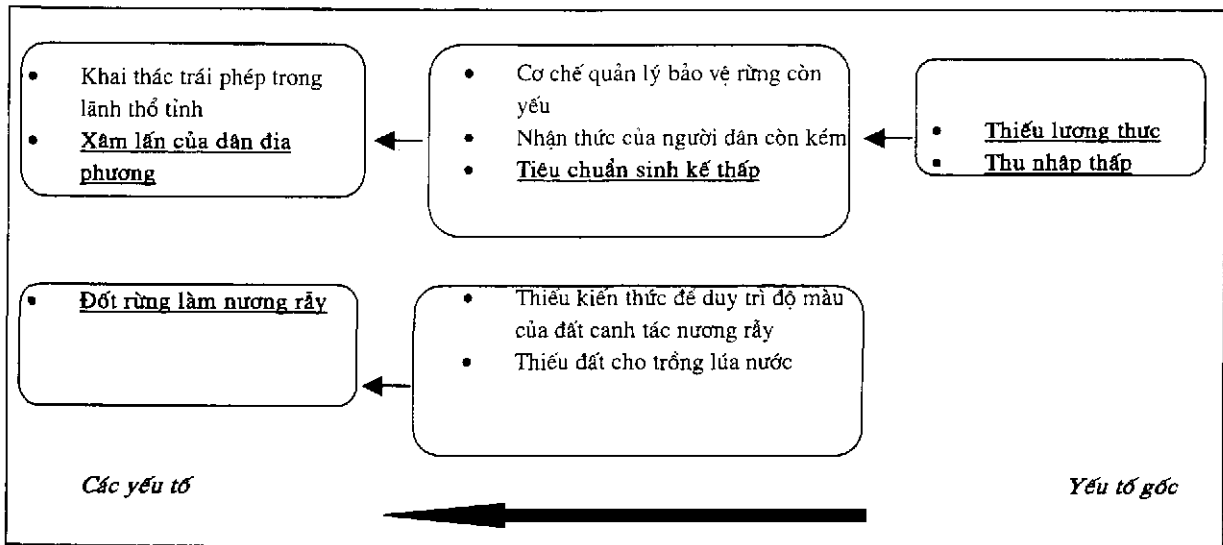 • Khai thác trái phép trong
lãnh thổ tỉnh
• Xâm lấn của dân địa
phương
• Cơ chế quản lý bảo vệ rừng còn
yếu
• Nhận thức của người dân còn kém
• Tiêu chuẩn sinh kế thấp
• Thiếu lương thực
• Thu nhập thấp
• Đốt rừng làm nương rẫy
• Thiếu kiến thức để duy trì độ màu
của đất canh tác nương rẫy
• Thiếu đất cho trồng lúa nước
Các yếu tố
Yếu tố gốc